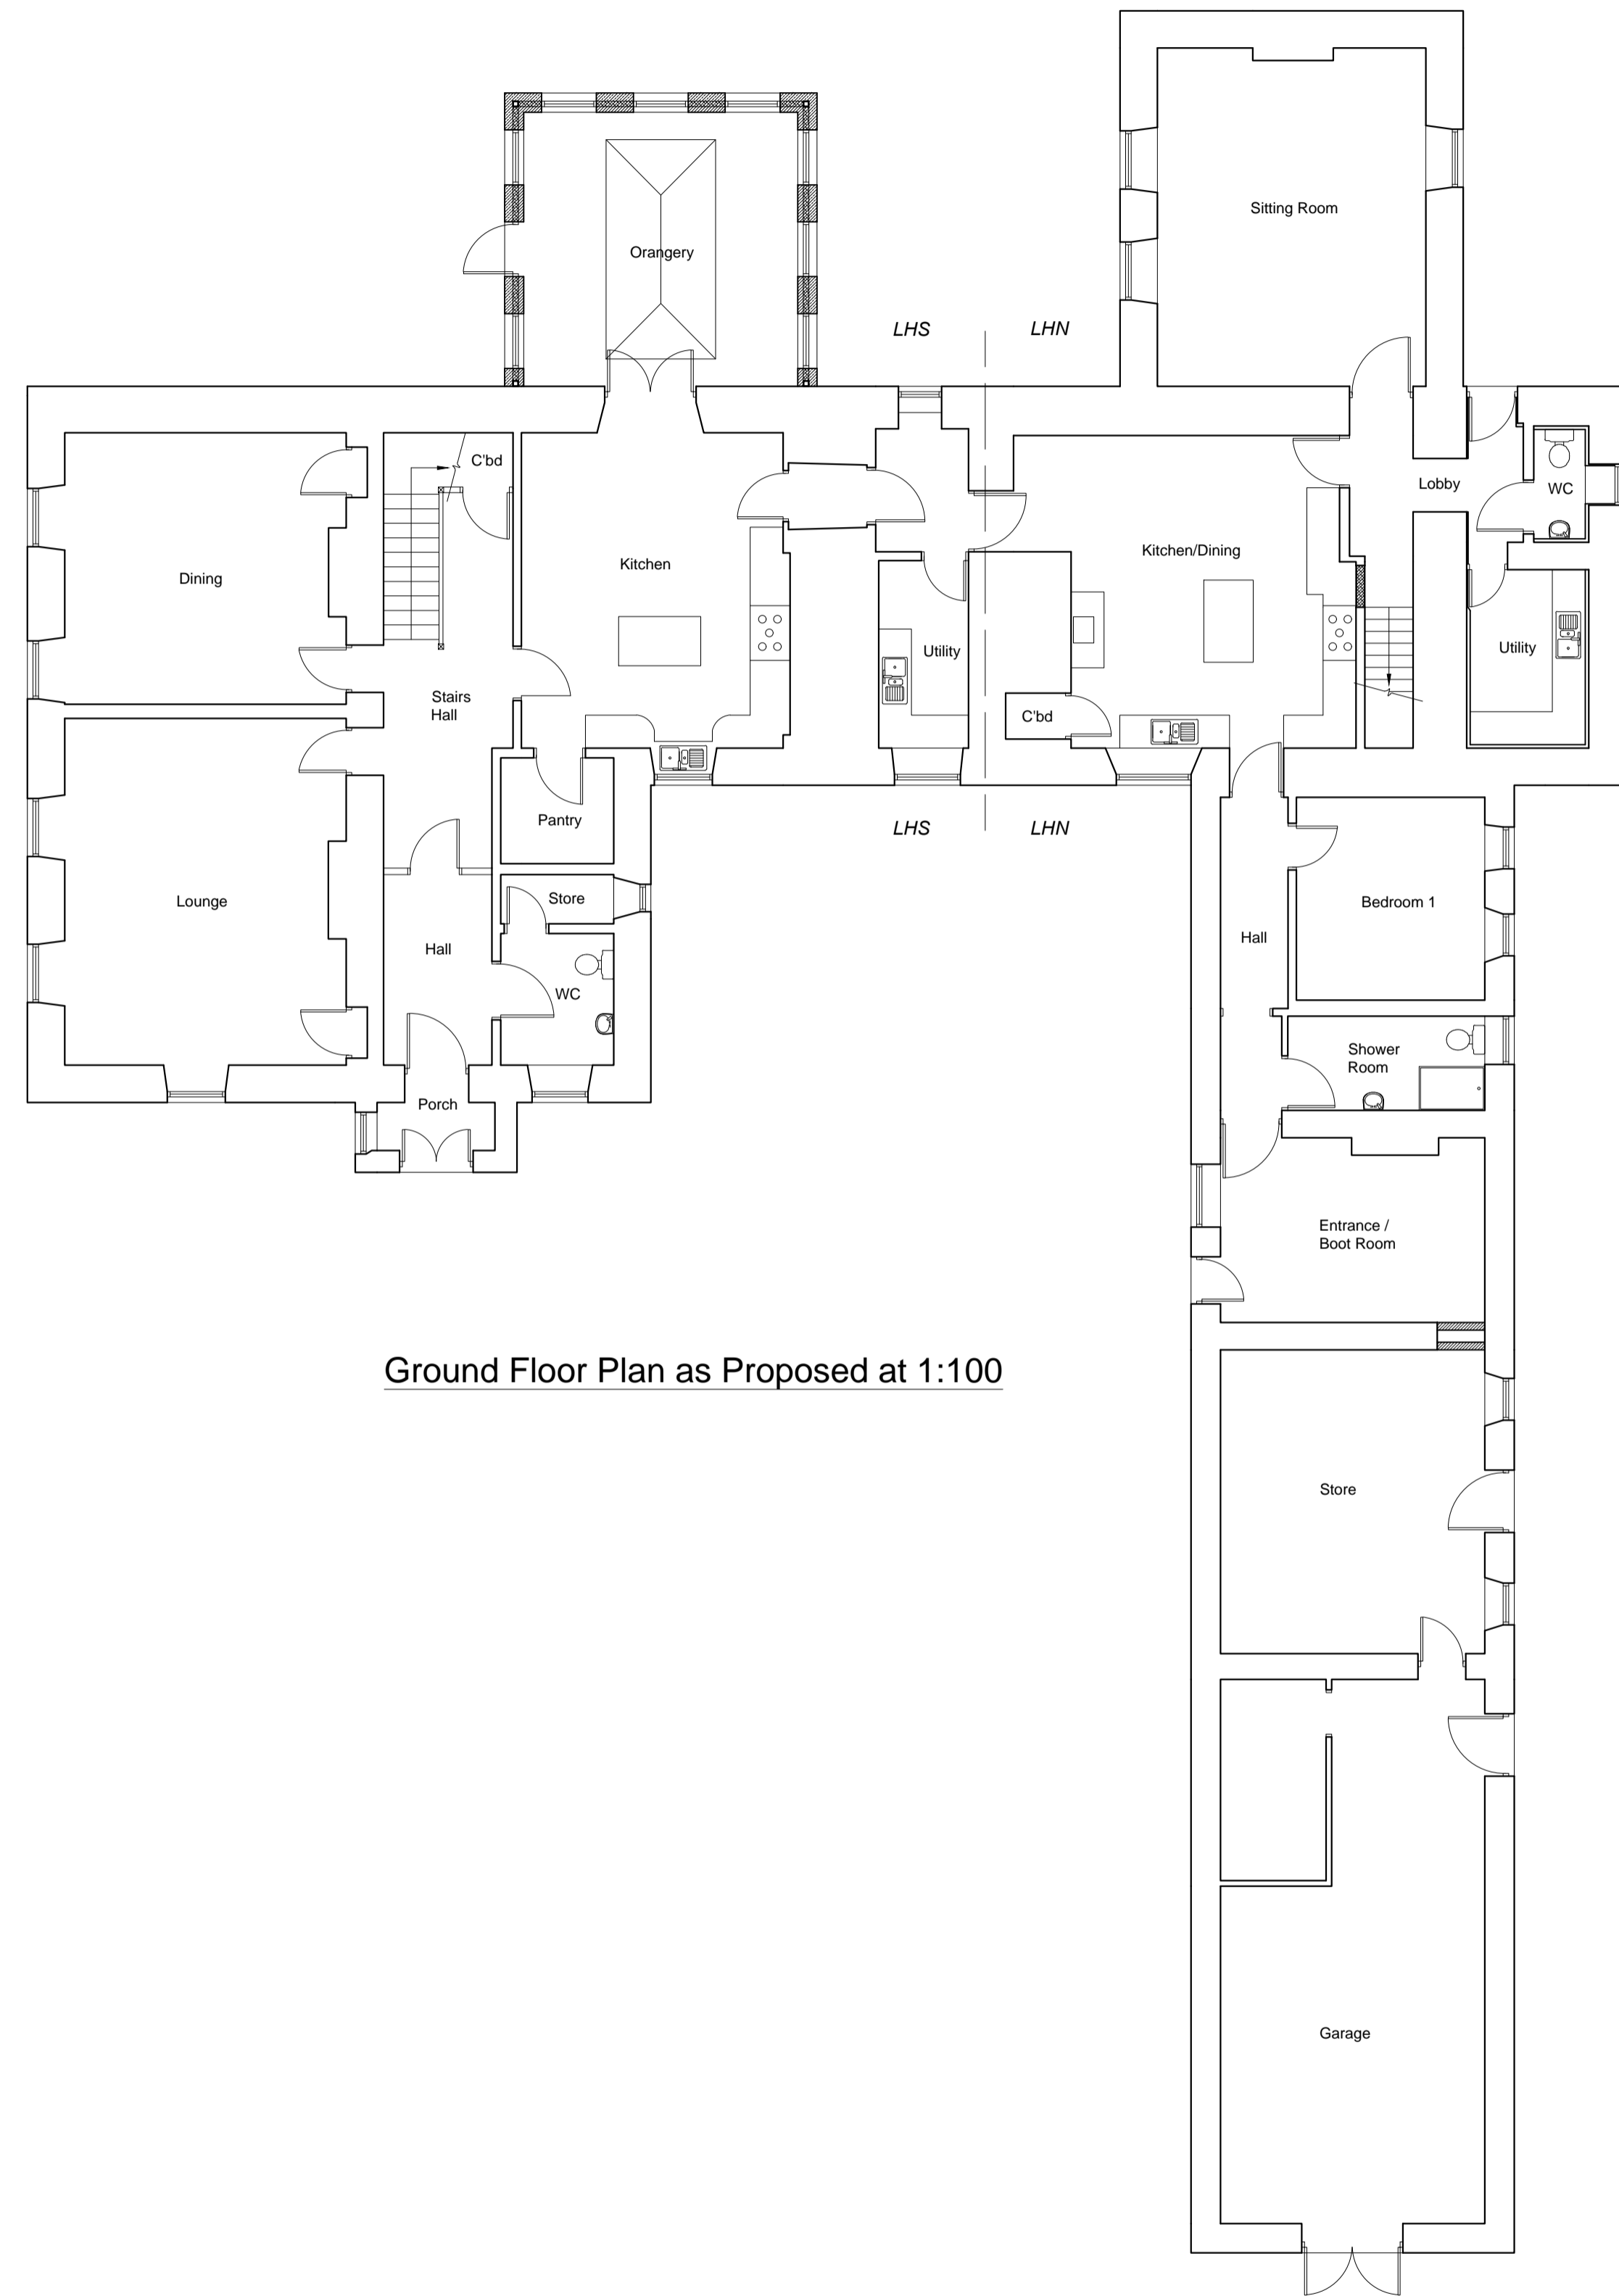 Sitting Room
Orangery
LHS
LHN
C'bd
Lobby
WC
Kitchen/Dining
Kitchen
Dining
Utility
Utility
Stairs
Hall
C'bd
Pantry
LHS
LHN
Store
Lounge
Bedroom 1
Hall
Hall
WC
Shower
Room
Porch
Entrance /
Boot Room
Ground Floor Plan as Proposed at 1:100
Store
Garage